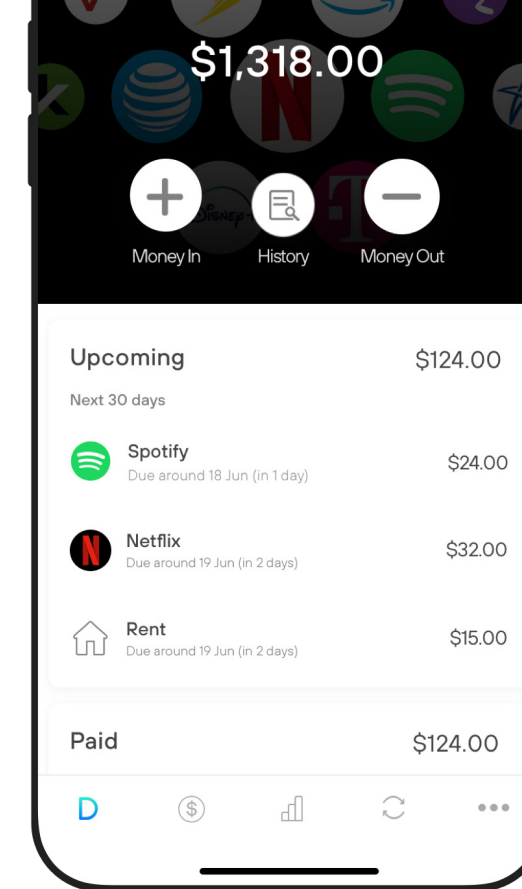 $1,318.00
Disney+
Money In
History
Money Out
Upcoming
$124.00
Next 30 days
Spotify
Due around 18 Jun (in 1 day)
$24.00
Netflix
Due around 19 Jun (in 2 days)
$32.00
Rent
Due around 19 Jun (in 2 days)
$15.00
Paid
$124.00